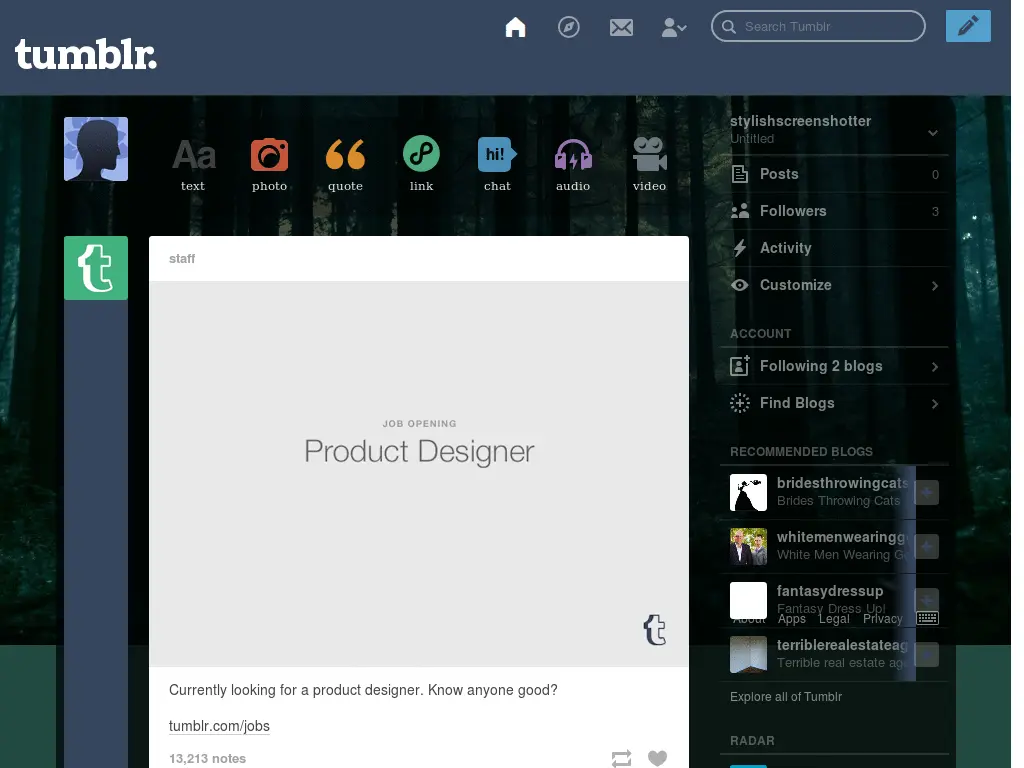 tumblr.
Search Tumblr
Aa
hi!
text
photo
quote
link
chat
audio
video
staff
JOB OPENING
Product Designer
Currently looking for a product designer. Know anyone good?
tumblr.com/jobs
13,213 notes
stylishscreenshotter
Untitled
Posts 0
Followers 3
Activity
Customize
ACCOUNT
Following 2 blogs
Find Blogs
RECOMMENDED BLOGS
bridesthrowingcats
Brides Throwing Cats
whitemenwearingg
White Men Wearing G
fantasydressup
Fantasy Dress Up!
About Apps Legal Privacy
terriblerealestateag
Terrible real estate age
Explore all of Tumblr
RADAR